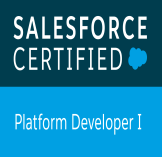 SALESFORCE
CERTIFIED
Platform Developer I